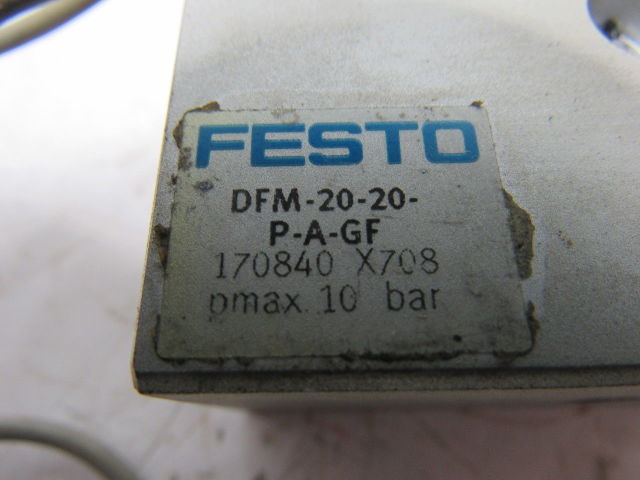 FESTO
DFM-20-20-
P-A-GF
170840 X708
pmax. 10 bar